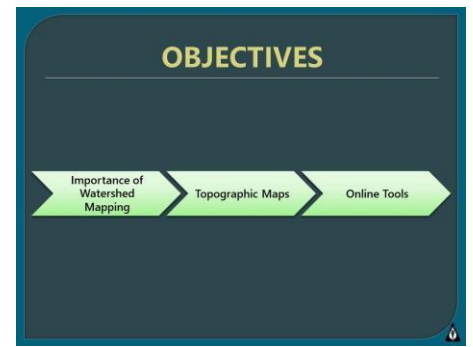 OBJECTIVES
Importance of
Watershed
Mapping
Topographic Maps
Online Tools